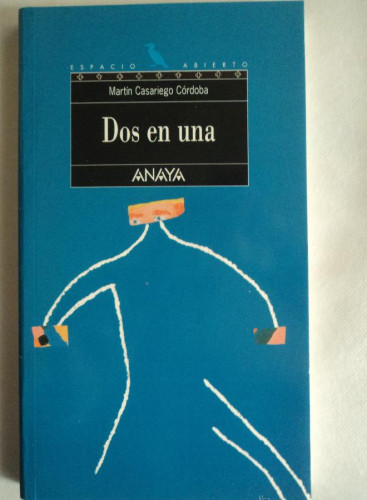 ESPACIO ABIERTO
Martín Casariego Córdoba
Dos en una
ANAYA